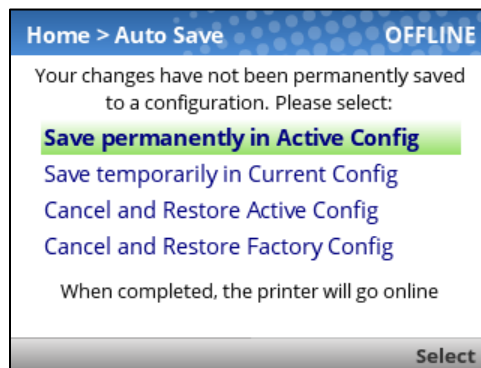 Home > Auto Save OFFLINE
Your changes have not been permanently saved
to a configuration. Please select:
Save permanently in Active Config
Save temporarily in Current Config
Cancel and Restore Active Config
Cancel and Restore Factory Config
When completed, the printer will go online
Select